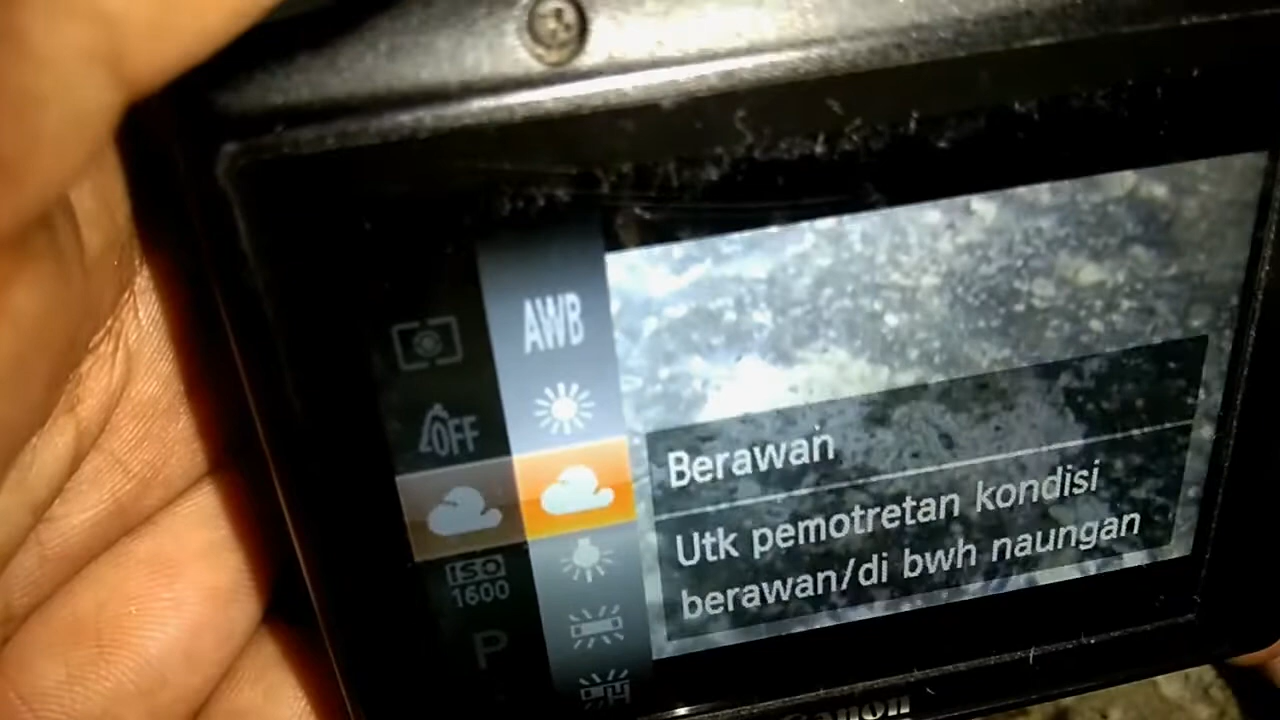 AWB
OFF
Berawan
Utk pemotretan kondisi
berawan/di bwh naungan
ISO
1600
P
Canon